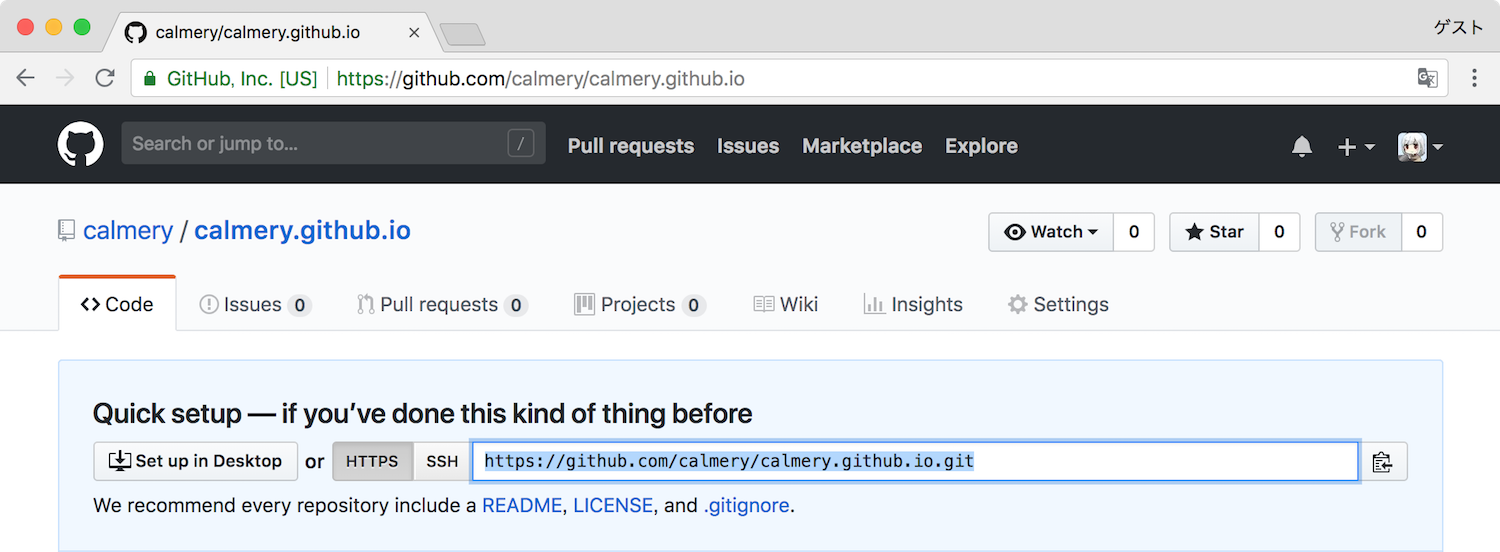 calmery/calmery.github.io
ゲスト
GitHub, Inc. [US] https://github.com/calmery/calmery.github.io
Search or jump to... / Pull requests Issues Marketplace Explore
calmery / calmery.github.io Watch 0 Star 0 Fork 0
Code Issues 0 Pull requests 0 Projects 0 Wiki Insights Settings
Quick setup — if you’ve done this kind of thing before
Set up in Desktop or HTTPS SSH https://github.com/calmery/calmery.github.io.git
We recommend every repository include a README, LICENSE, and .gitignore.